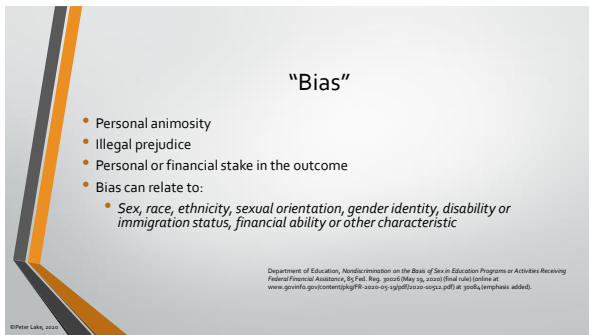 “Bias”
• Personal animosity
• Illegal prejudice
• Personal or financial stake in the outcome
• Bias can relate to:
• Sex, race, ethnicity, sexual orientation, gender identity, disability or
immigration status, financial ability or other characteristic
Department of Education, Nondiscrimination on the Basis of Sex in Education Programs or Activities Receiving
Federal Financial Assistance, 85 Fed. Reg. 30026 (May 19, 2020) (final rule) (online at
www.govinfo.gov/content/pkg/FR-2020-05-19/pdf/2020-10512.pdf) at 30084 (emphasis added).
©Peter Lake, 2020